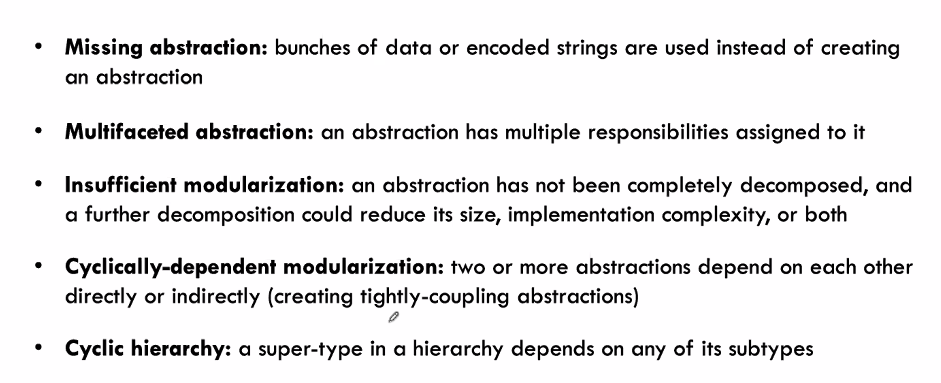 • Missing abstraction: bunches of data or encoded strings are used instead of creating
an abstraction
• Multifaceted abstraction: an abstraction has multiple responsibilities assigned to it
• Insufficient modularization: an abstraction has not been completely decomposed, and
a further decomposition could reduce its size, implementation complexity, or both
• Cyclically-dependent modularization: two or more abstractions depend on each other
directly or indirectly (creating tightly-coupling abstractions)
• Cyclic hierarchy: a super-type in a hierarchy depends on any of its subtypes